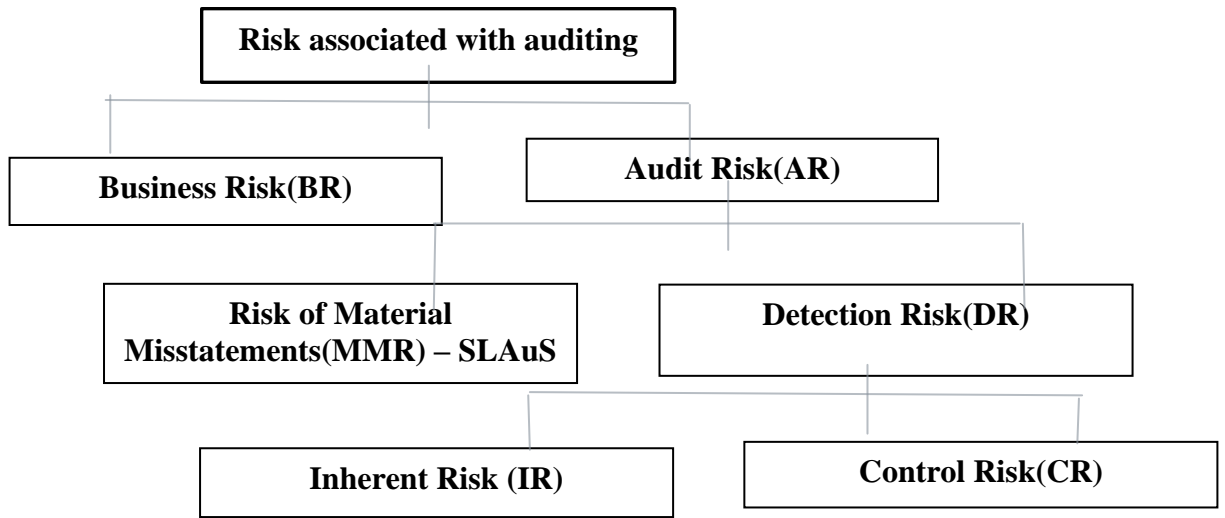 Risk associated with auditing
Business Risk(BR)
Audit Risk(AR)
Risk of Material
Misstatements(MMR) – SLAuS
Detection Risk(DR)
Inherent Risk (IR)
Control Risk(CR)